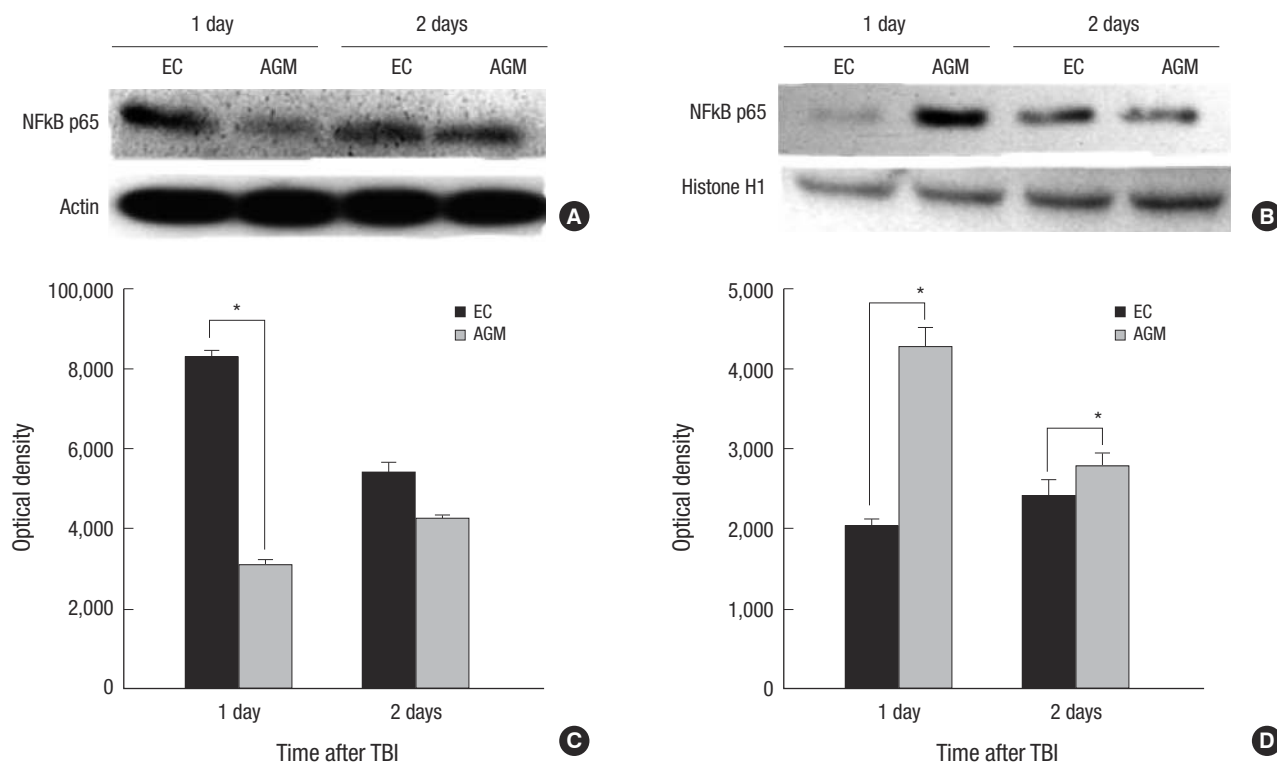 1 day 2 days
EC AGM EC AGM
NFkB p65
Actin
A
1 day 2 days
EC AGM EC AGM
NFkB p65
Histone H1
B
100,000
8,000
6,000
4,000
2,000
0
Optical density
*
EC
AGM
1 day 2 days
Time after TBI
C
5,000
4,000
3,000
2,000
1,000
0
Optical density
*
*
EC
AGM
1 day 2 days
Time after TBI
D